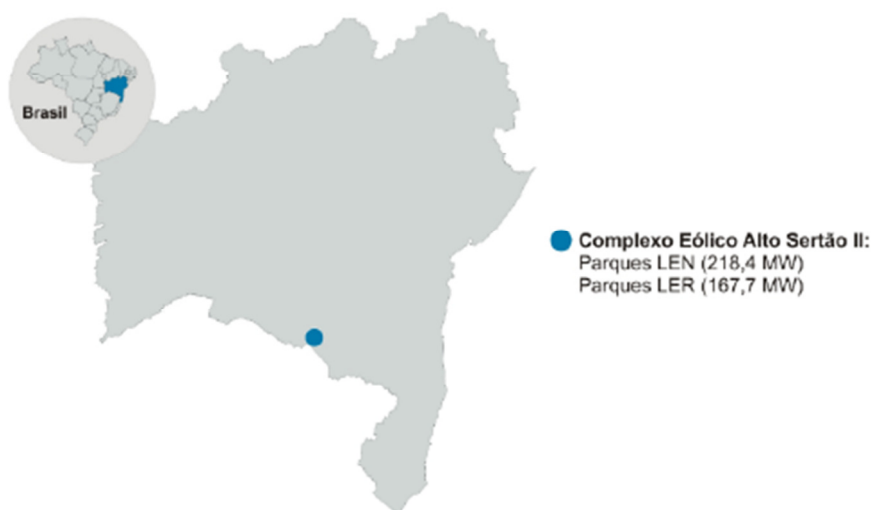 Brasil
Complexo Eólico Alto Sertão II:
Parques LEN (218,4 MW)
Parques LER (167,7 MW)